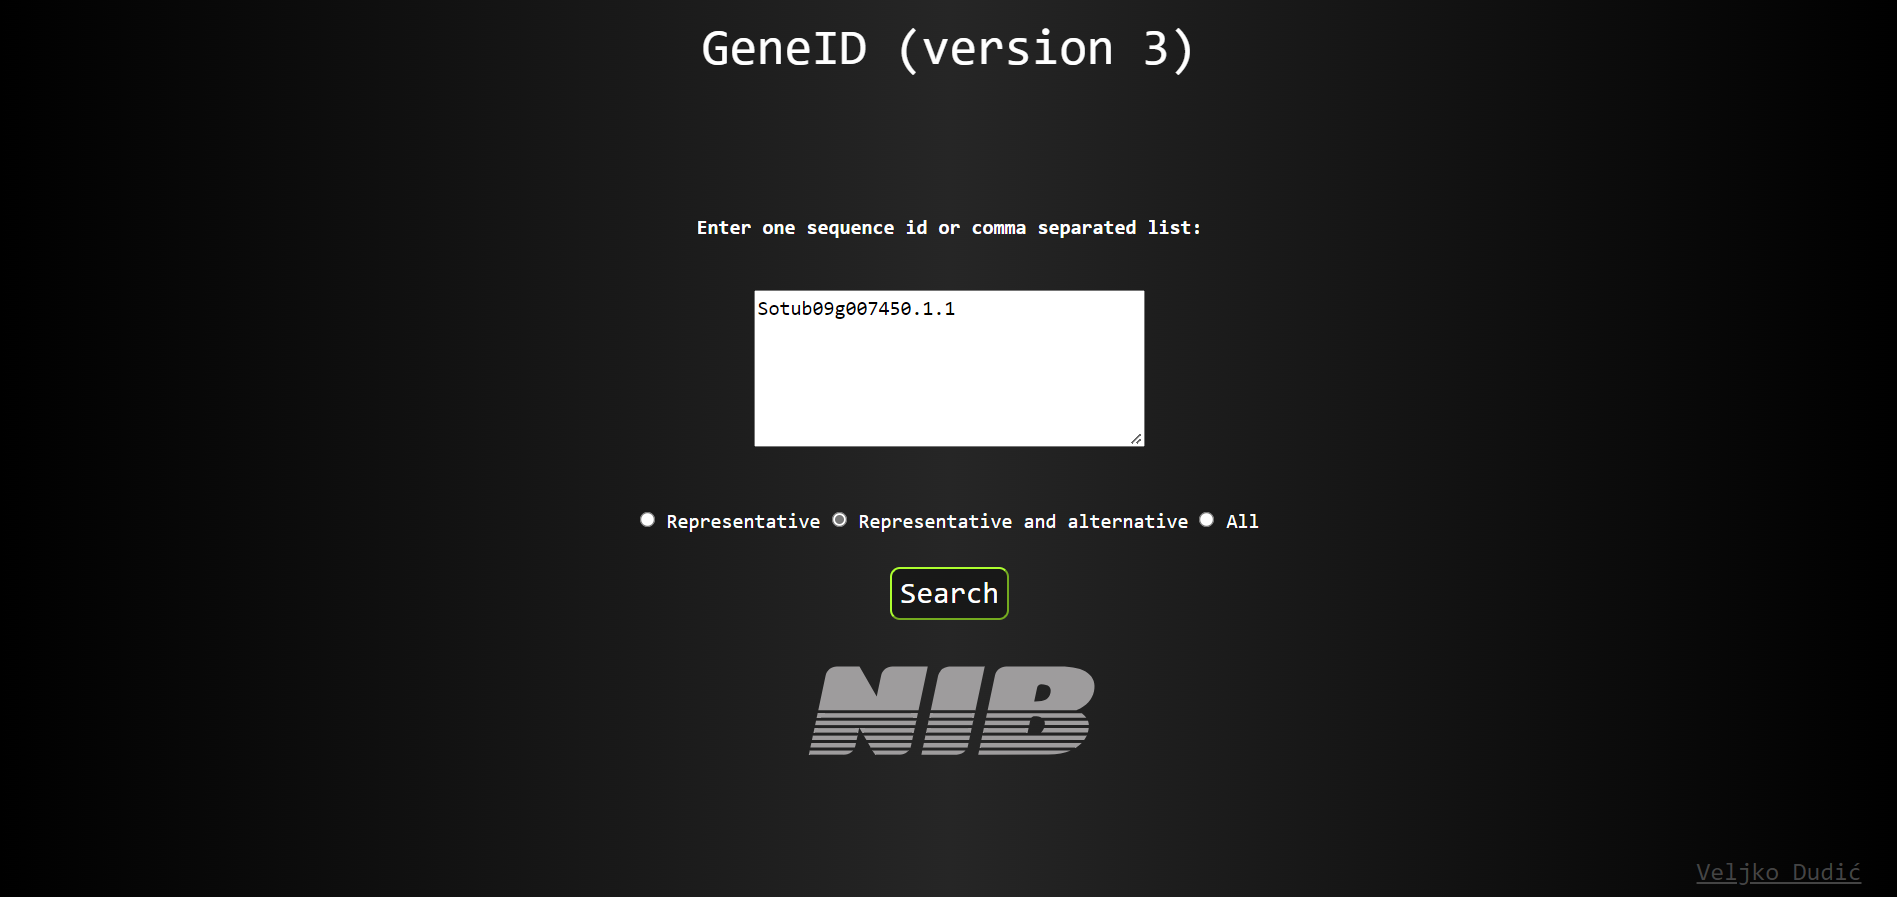 GeneID (version 3)
Enter one sequence id or comma separated list:
Sotub09g007450.1.1
Representative Representative and alternative All
Search
NIB
Veljko Dudić